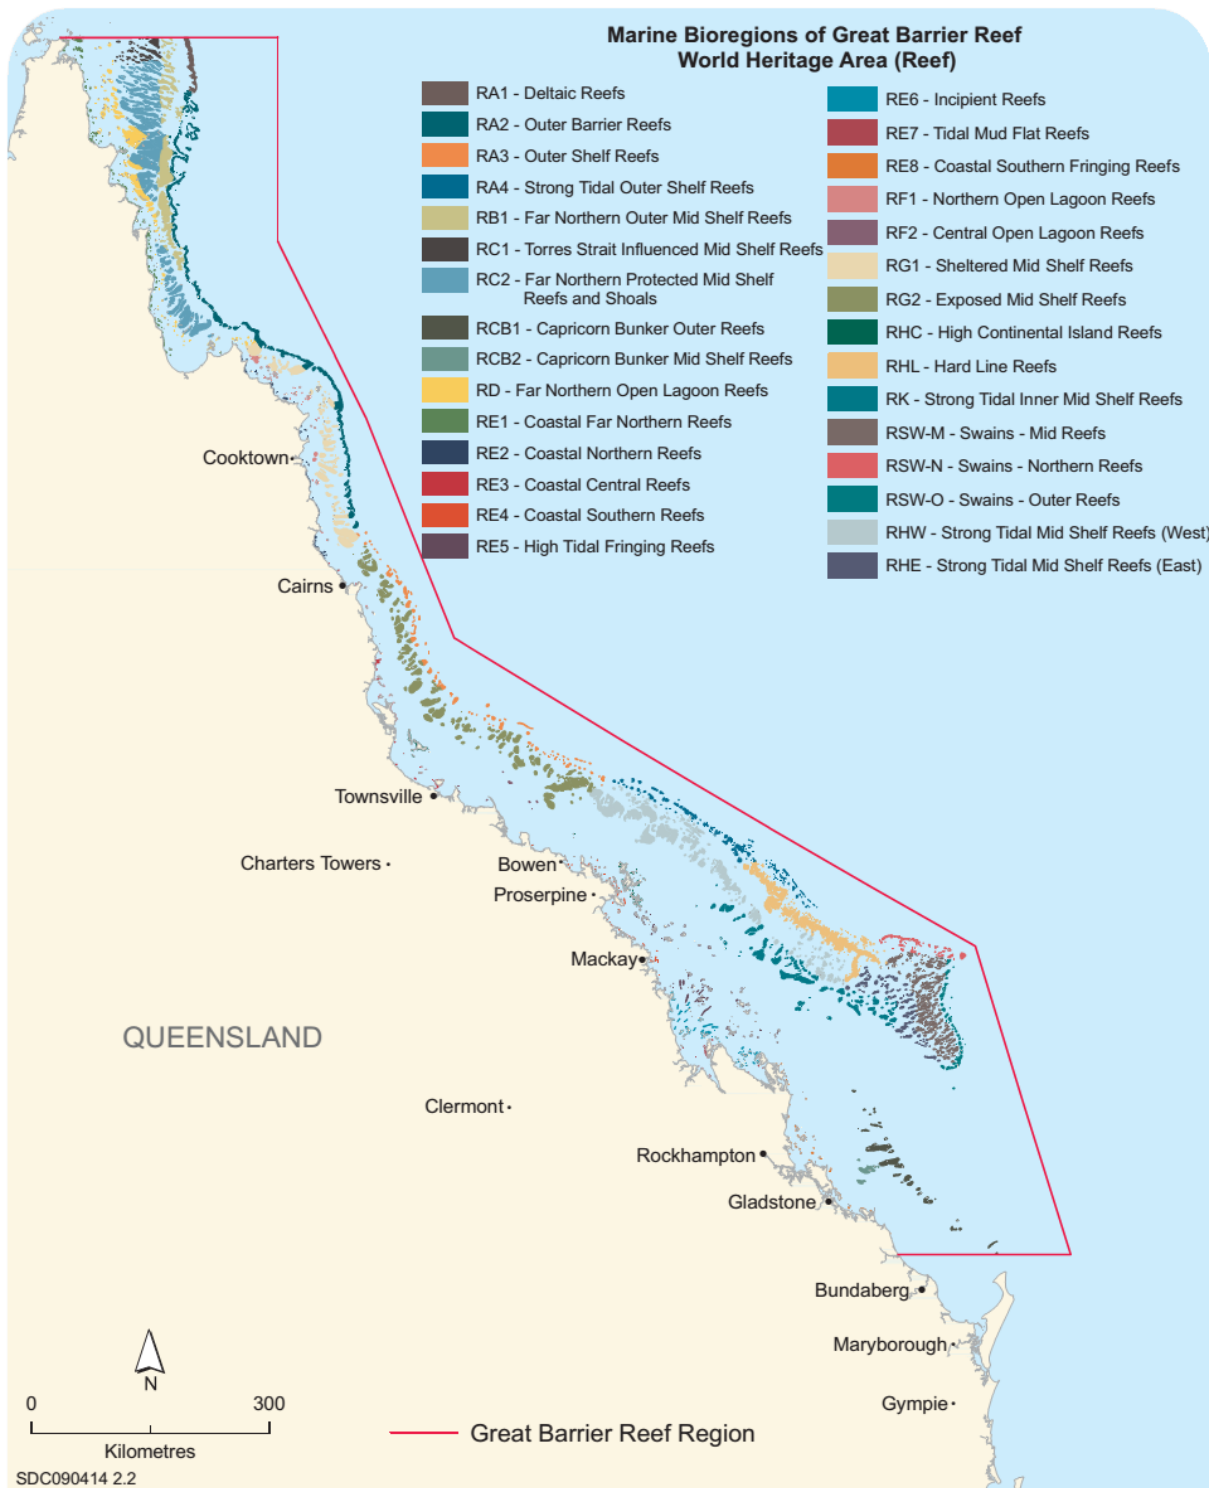 Marine Bioregions of Great Barrier Reef
World Heritage Area (Reef)
RA1 - Deltaic Reefs
RA2 - Outer Barrier Reefs
RA3 - Outer Shelf Reefs
RA4 - Strong Tidal Outer Shelf Reefs
RB1 - Far Northern Outer Mid Shelf Reefs
RC1 - Torres Strait Influenced Mid Shelf Reefs
RC2 - Far Northern Protected Mid Shelf
Reefs and Shoals
RCB1 - Capricorn Bunker Outer Reefs
RCB2 - Capricorn Bunker Mid Shelf Reefs
RD - Far Northern Open Lagoon Reefs
RE1 - Coastal Far Northern Reefs
RE2 - Coastal Northern Reefs
RE3 - Coastal Central Reefs
RE4 - Coastal Southern Reefs
RE5 - High Tidal Fringing Reefs
RE6 - Incipient Reefs
RE7 - Tidal Mud Flat Reefs
RE8 - Coastal Southern Fringing Reefs
RF1 - Northern Open Lagoon Reefs
RF2 - Central Open Lagoon Reefs
RG1 - Sheltered Mid Shelf Reefs
RG2 - Exposed Mid Shelf Reefs
RHC - High Continental Island Reefs
RHL - Hard Line Reefs
RK - Strong Tidal Inner Mid Shelf Reefs
RSW-M - Swains - Mid Reefs
RSW-N - Swains - Northern Reefs
RSW-O - Swains - Outer Reefs
RHW - Strong Tidal Mid Shelf Reefs (West)
RHE - Strong Tidal Mid Shelf Reefs (East)
Cooktown
Cairns
Townsville
Charters Towers
Bowen
Proserpine
Mackay
QUEENSLAND
Clermont
Rockhampton
Gladstone
Bundaberg
Maryborough
Gympie
N
0 300
Kilometres
Great Barrier Reef Region
SDC090414 2.2